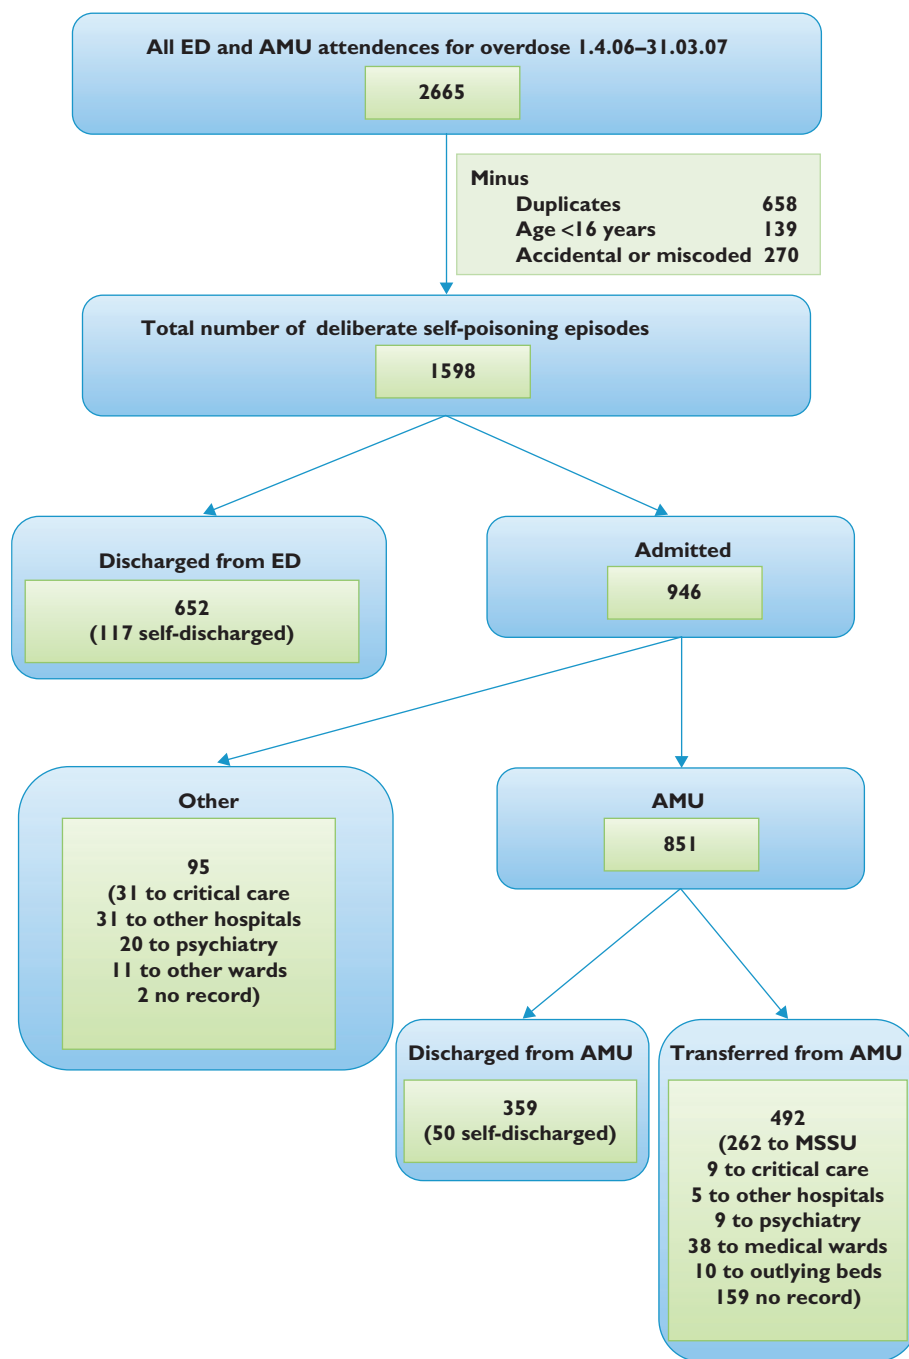 All ED and AMU attendences for overdose 1.4.06–31.03.07
2665
Minus
Duplicates 658
Age <16 years 139
Accidental or miscoded 270
Total number of deliberate self-poisoning episodes
1598
Discharged from ED
652
(117 self-discharged)
Admitted
946
Other
95
(31 to critical care
31 to other hospitals
20 to psychiatry
11 to other wards
2 no record)
AMU
851
Discharged from AMU
359
(50 self-discharged)
Transferred from AMU
492
(262 to MSSU
9 to critical care
5 to other hospitals
9 to psychiatry
38 to medical wards
10 to outlying beds
159 no record)